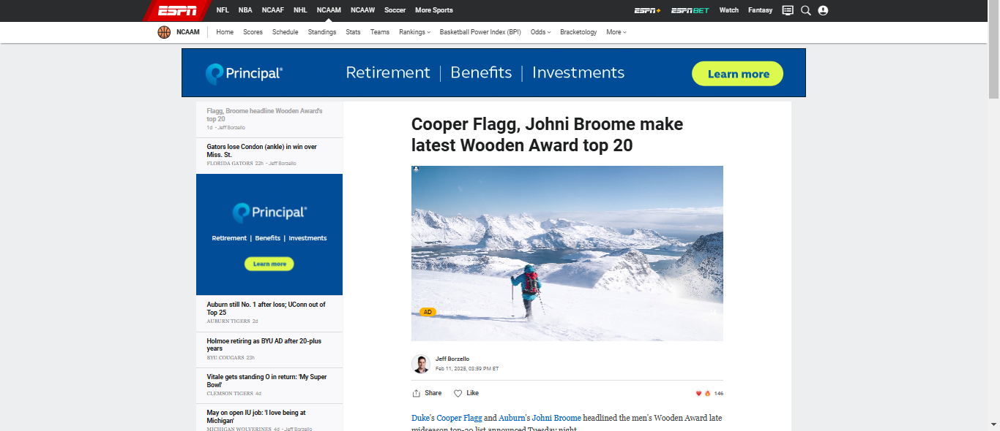 ESPN NFL NBA NCAAF NHL NCAAM NCAAW Soccer More Sports ESPN+ ESPN BET Watch Fantasy
NCAAM Home Scores Schedule Standings Stats Teams Rankings Basketball Power Index (BPI) Odds Bracketology More
Principal® Retirement | Benefits | Investments Learn more
Flagg, Broome headline Wooden Award's
top 20
1d - Jeff Borzello
Gators lose Condon (ankle) in win over
Miss. St.
FLORIDA GATORS 22h - Jeff Borzello
Principal®
Retirement | Benefits | Investments
Learn more
Auburn still No. 1 after loss; UConn out of
Top 25
AUBURN TIGERS 2d
Holmoe retiring as BYU AD after 20-plus
years
BYU COUGARS 23h
Vitale gets standing O in return: 'My Super
Bowl'
CLEMSON TIGERS 4d
May on open IU job: 'I love being at
Michigan'
MICHIGAN WOLVERINES 4d - Jeff Borzello
Cooper Flagg, Johni Broome make
latest Wooden Award top 20
AD
Jeff Borzello
Feb 11, 2025, 03:59 PM ET
Share Like 146
Duke's Cooper Flagg and Auburn's Johni Broome headlined the men's Wooden Award late
midseason top-20 list announced Tuesday night.